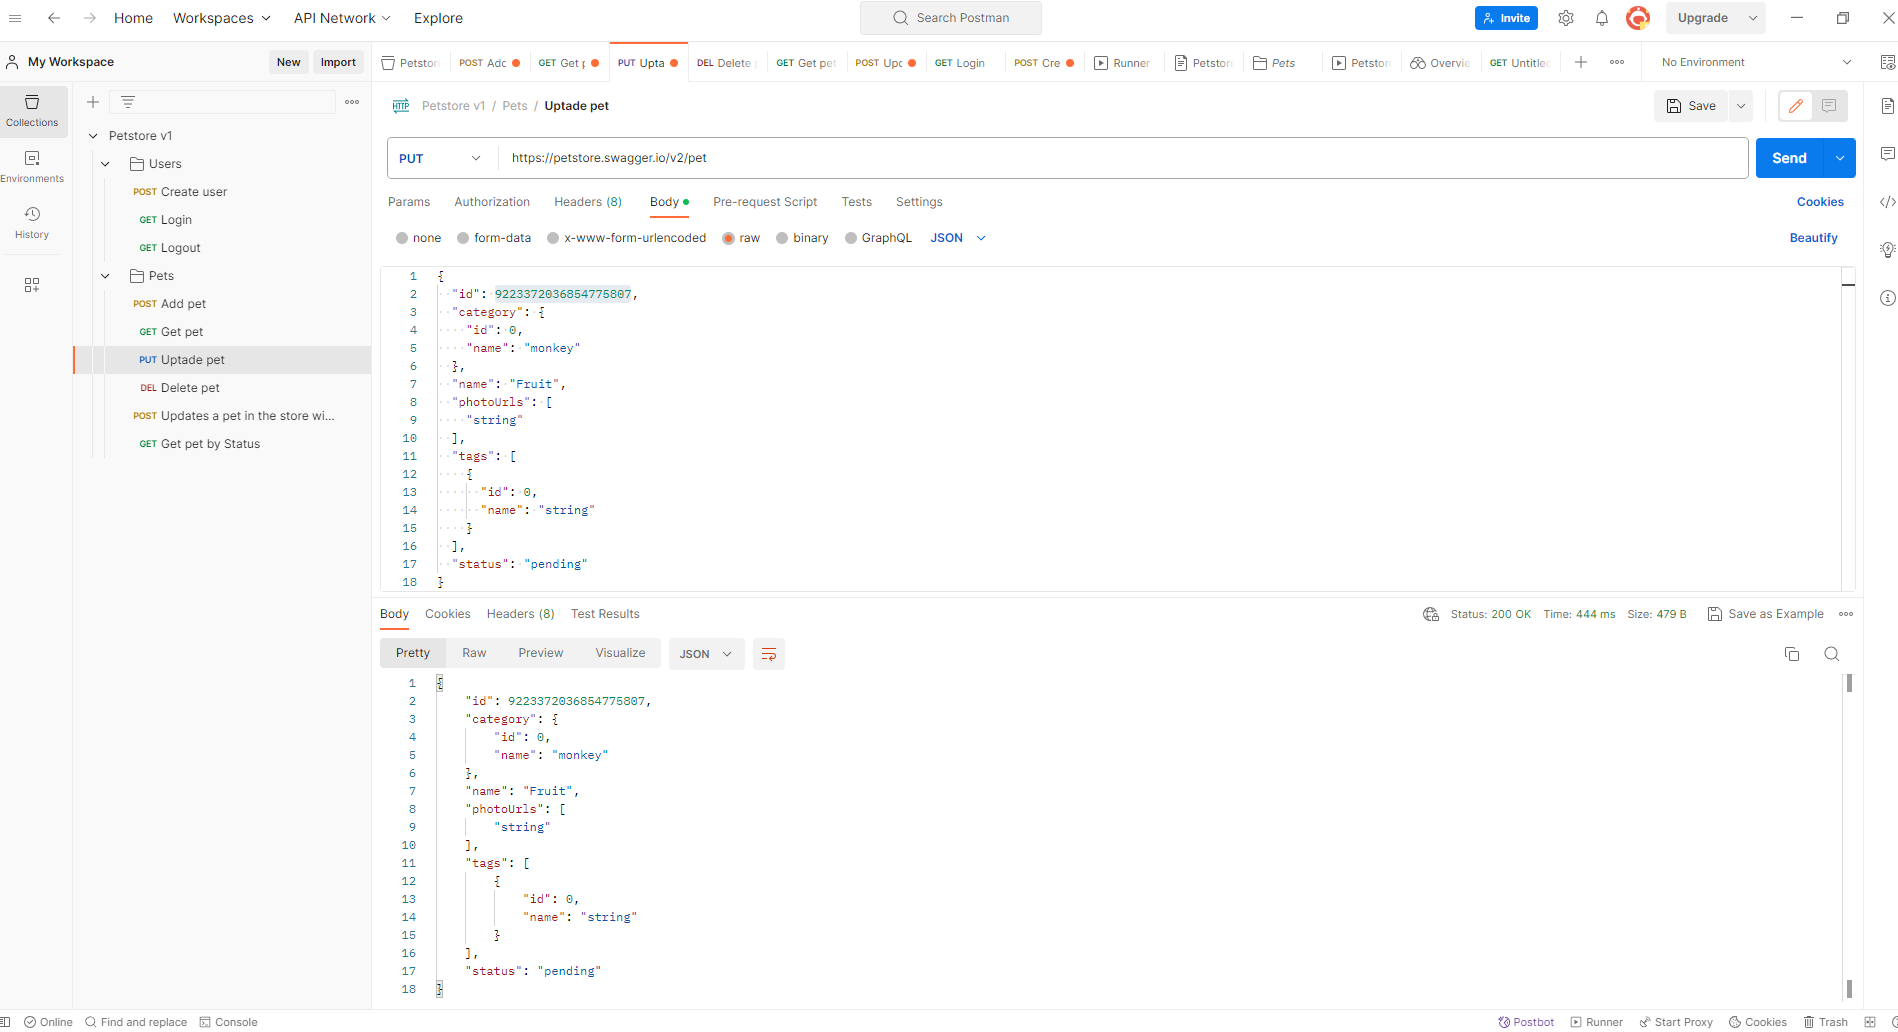 Home Workspaces API Network Explore Search Postman Invite Upgrade
My Workspace New Import
Petstor POST Adc GET Get p PUT Upta DEL Delete GET Get pet POST Upc GET Login POST Cre Runner Petstor Pets Petstor Overvie GET Untitle No Environment
Collections
Environments
History
Petstore v1
Users
POST Create user
GET Login
GET Logout
Pets
POST Add pet
GET Get pet
PUT Uptade pet
DEL Delete pet
POST Updates a pet in the store wi...
GET Get pet by Status
HTTP Petstore v1 / Pets / Uptade pet Save
PUT https://petstore.swagger.io/v2/pet Send
Params Authorization Headers (8) Body Pre-request Script Tests Settings Cookies
none form-data x-www-form-urlencoded raw binary GraphQL JSON Beautify
1 {
2 "id": 9223372036854775807,
3 "category": {
4 "id": 0,
5 "name": "monkey"
6 },
7 "name": "Fruit",
8 "photoUrls": [
9 "string"
10 ],
11 "tags": [
12 {
13 "id": 0,
14 "name": "string"
15 }
16 ],
17 "status": "pending"
18 }
Body Cookies Headers (8) Test Results Status: 200 OK Time: 444 ms Size: 479 B Save as Example
Pretty Raw Preview Visualize JSON
1 {
2 "id": 9223372036854775807,
3 "category": {
4 "id": 0,
5 "name": "monkey"
6 },
7 "name": "Fruit",
8 "photoUrls": [
9 "string"
10 ],
11 "tags": [
12 {
13 "id": 0,
14 "name": "string"
15 }
16 ],
17 "status": "pending"
18 }
Online Find and replace Console Postbot Runner Start Proxy Cookies Trash